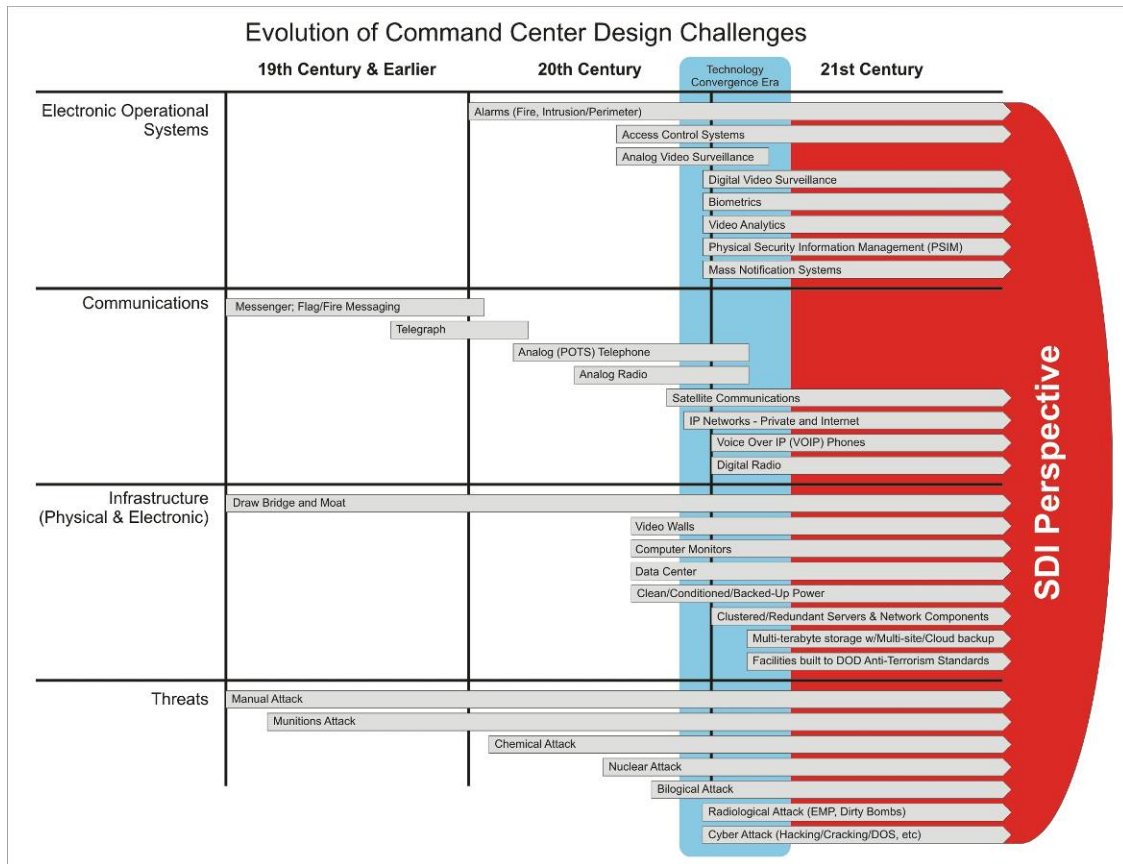 Evolution of Command Center Design Challenges
19th Century & Earlier
20th Century
Technology
Convergence Era
21st Century
Electronic Operational
Systems
Alarms (Fire, Intrusion/Perimeter)
Access Control Systems
Analog Video Surveillance
Digital Video Surveillance
Biometrics
Video Analytics
Physical Security Information Management (PSIM)
Mass Notification Systems
Communications
Messenger; Flag/Fire Messaging
Telegraph
Analog (POTS) Telephone
Analog Radio
Satellite Communications
IP Networks - Private and Internet
Voice Over IP (VOIP) Phones
Digital Radio
Infrastructure
(Physical & Electronic)
Draw Bridge and Moat
Video Walls
Computer Monitors
Data Center
Clean/Conditioned/Backed-Up Power
Clustered/Redundant Servers & Network Components
Multi-terabyte storage w/Multi-site/Cloud backup
Facilities built to DOD Anti-Terrorism Standards
Threats
Manual Attack
Munitions Attack
Chemical Attack
Nuclear Attack
Bilogical Attack
Radiological Attack (EMP, Dirty Bombs)
Cyber Attack (Hacking/Cracking/DOS, etc)
SDI Perspective